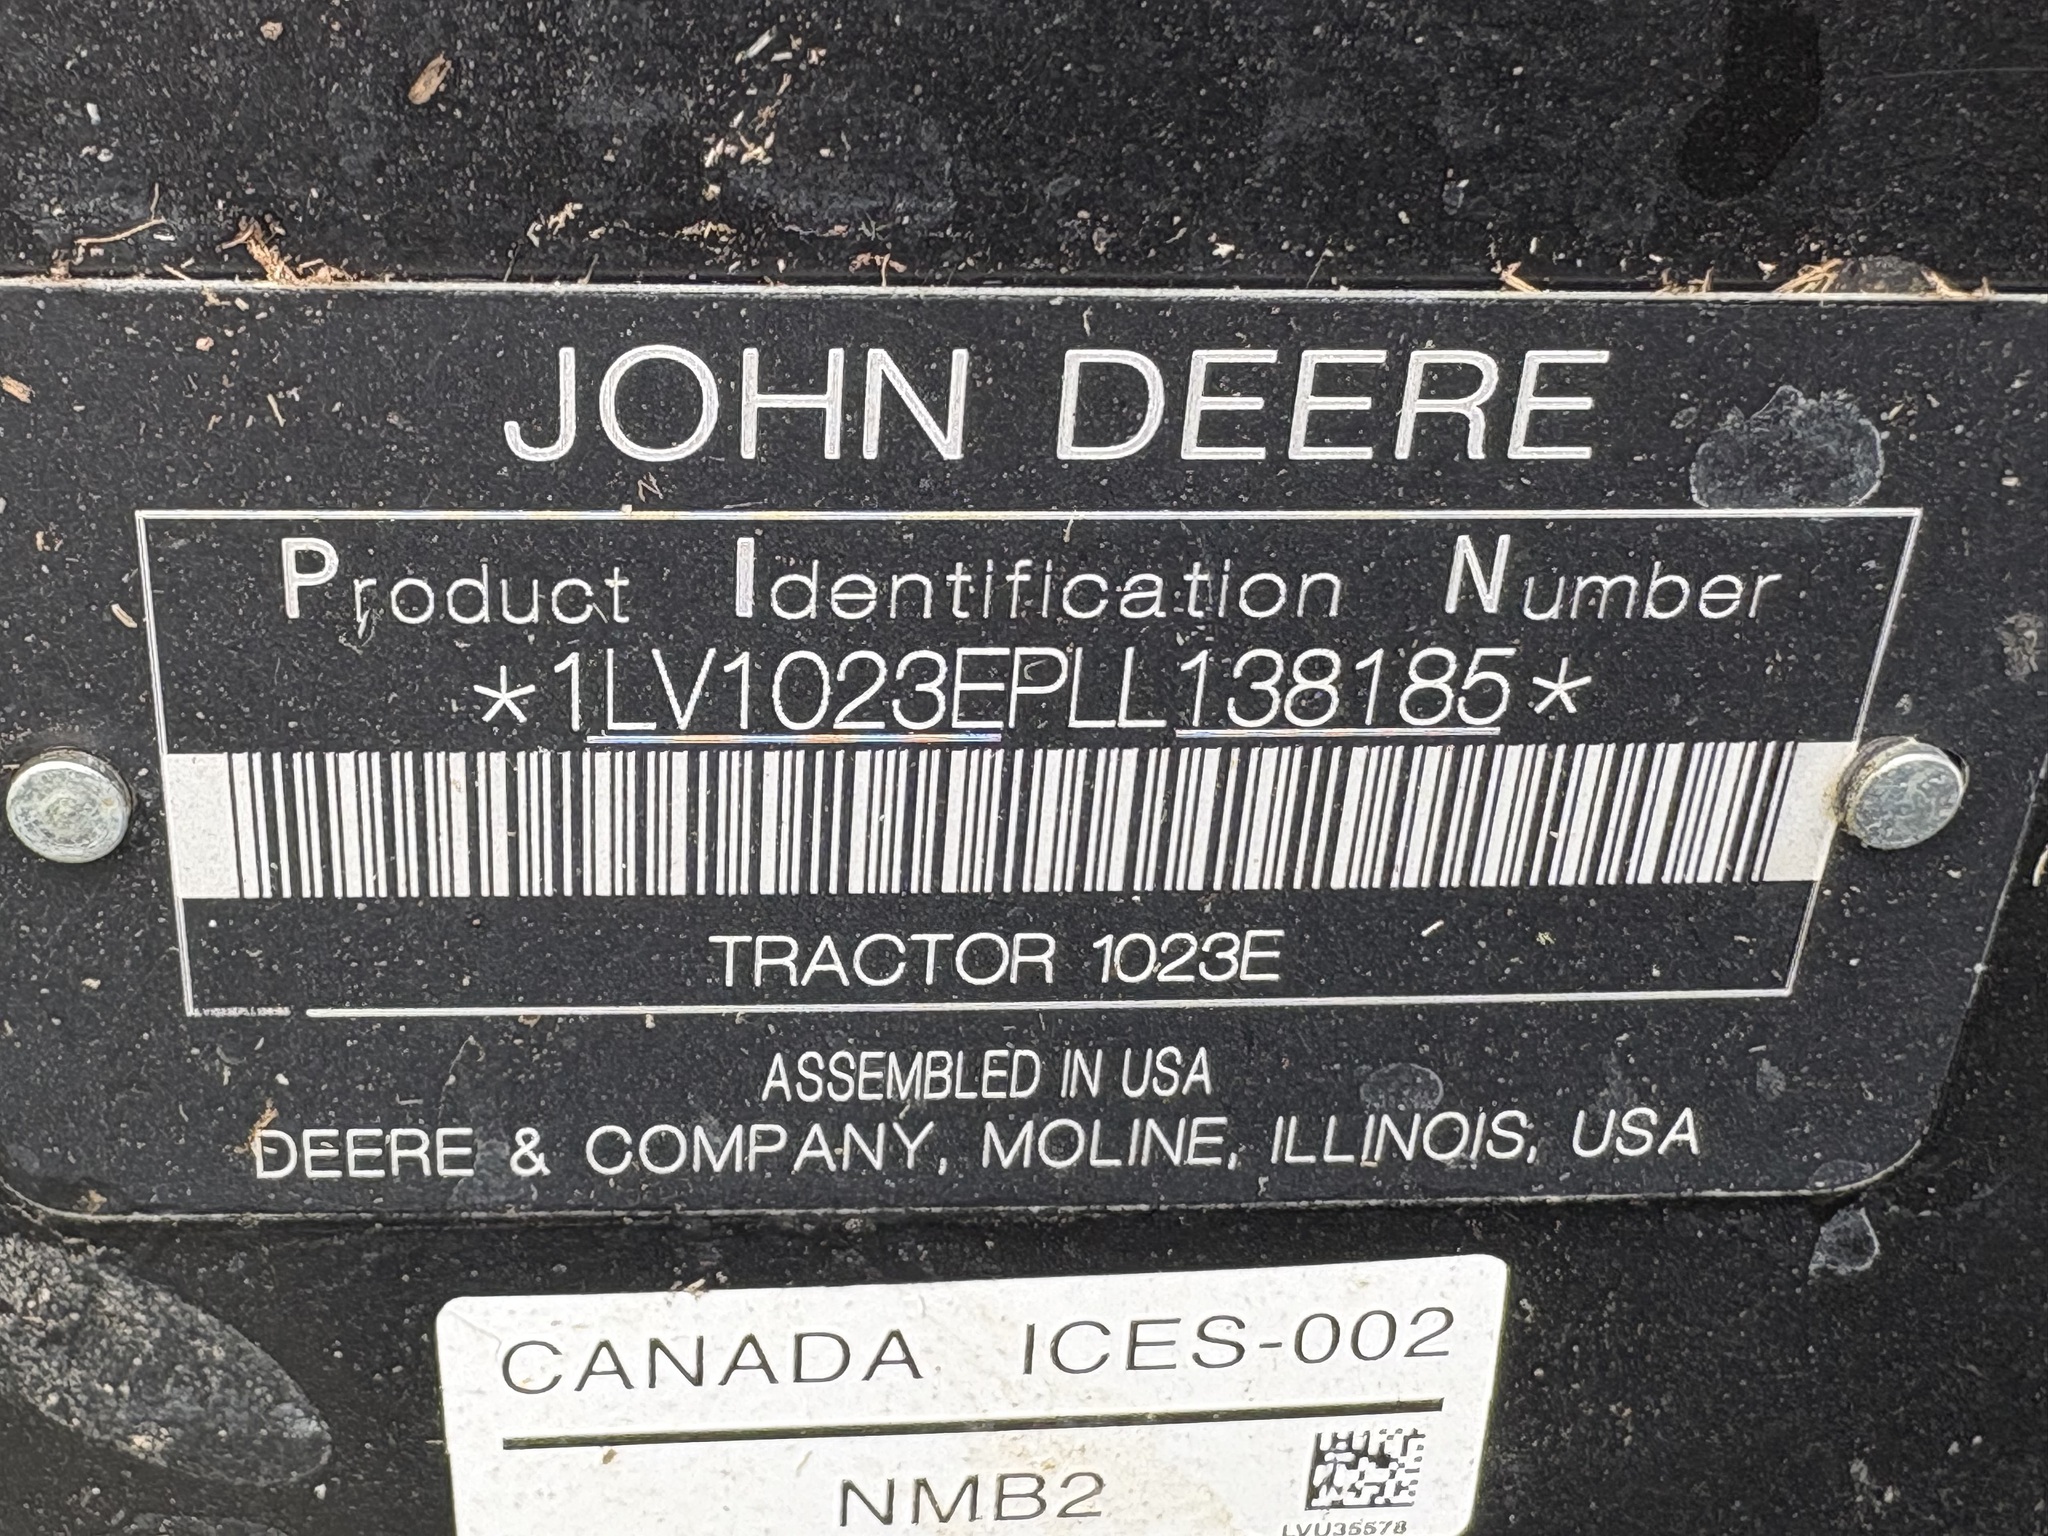 JOHN DEERE
Product Identification Number
*1LV1023EPLL138185*
TRACTOR 1023E
ASSEMBLED IN USA
DEERE & COMPANY, MOLINE, ILLINOIS, USA
CANADA ICES-002
NMB2
LVU35578